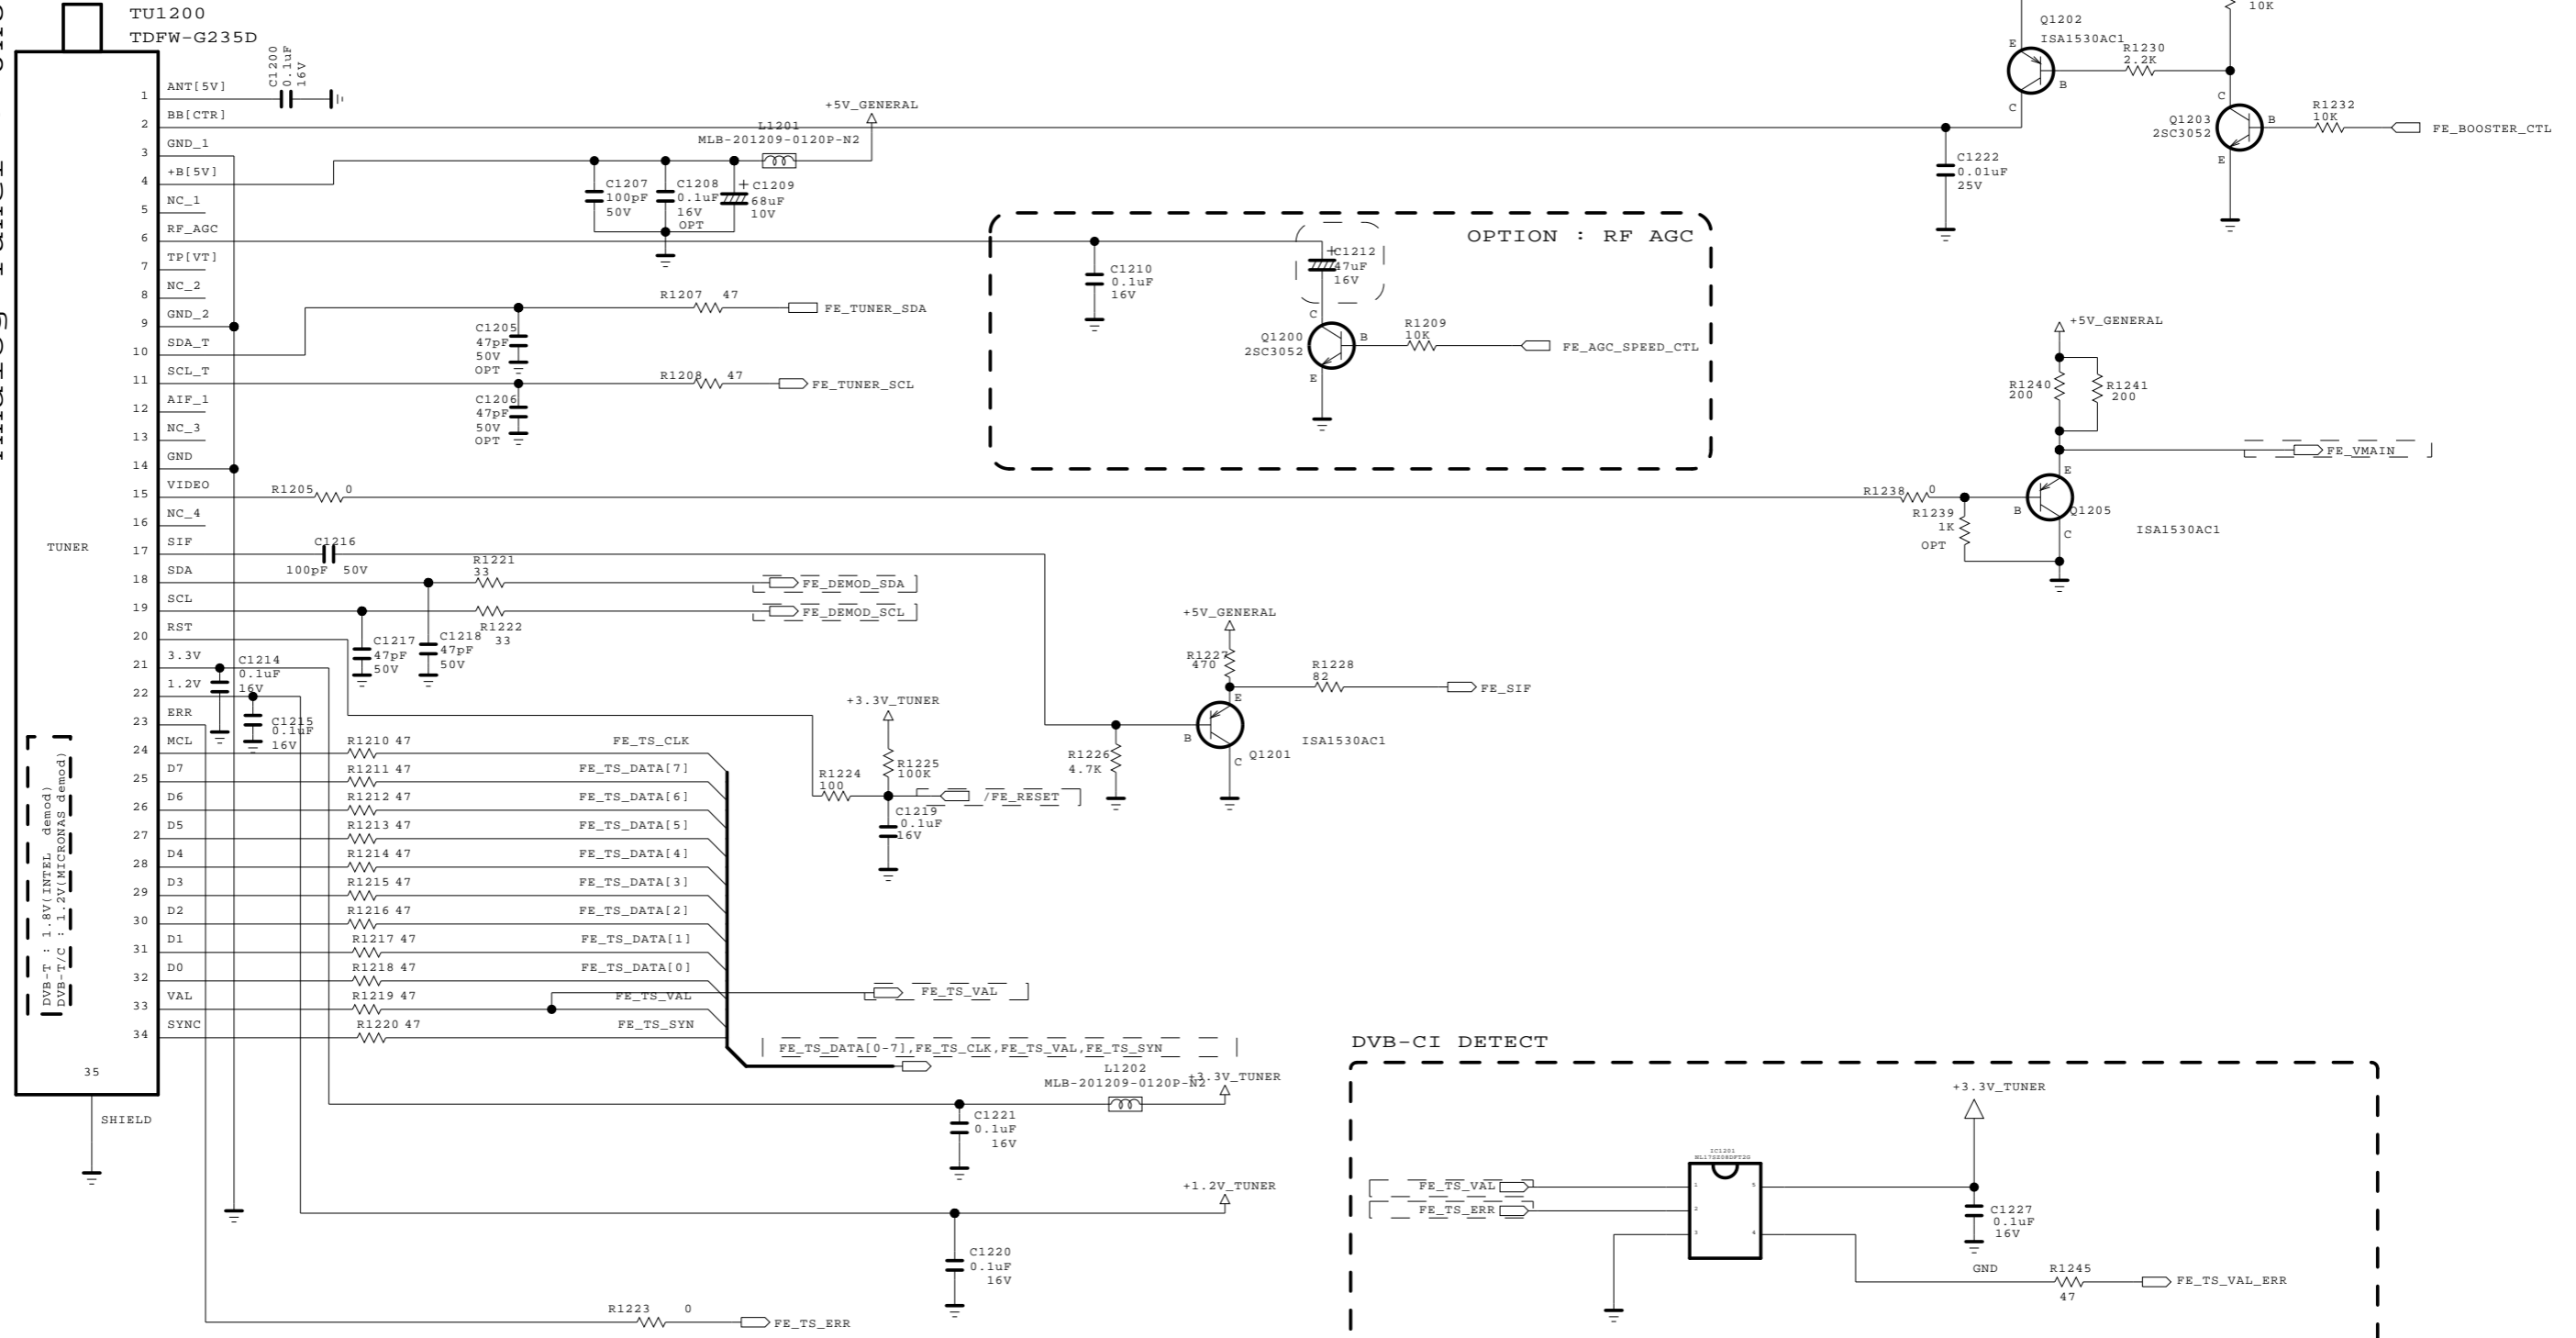 TU1200
TDFW-G235D
C1200
0.1uF
16V
TUNER
1 ANT[5V]
2 BB[CTR]
3 GND_1
4 +B[5V]
5 NC_1
6 RF_AGC
7 TP[VT]
8 NC_2
9 GND_2
10 SDA_T
11 SCL_T
12 AIF_1
13 NC_3
14 GND
15 VIDEO
16 NC_4
17 SIF
18 SDA
19 SCL
20 RST
21 3.3V
22 1.2V
23 ERR
24 MCL
25 D7
26 D6
27 D5
28 D4
29 D3
30 D2
31 D1
32 D0
33 VAL
34 SYNC
35
SHIELD
DVB-T : 1.8V(INTEL demod)
DVB-T/C : 1.2V(MICRONAS demod)
+5V_GENERAL
L1201
MLB-201209-0120P-N2
C1207
100pF
50V
C1208
0.1uF
16V
OPT
+ C1209
68uF
10V
R1207 47
FE_TUNER_SDA
C1205
47pF
50V
OPT
R1208 47
FE_TUNER_SCL
C1206
47pF
50V
OPT
OPTION : RF AGC
C1210
0.1uF
16V
+
C1212
47uF
16V
C
B
E
Q1200
2SC3052
R1209
10K
FE_AGC_SPEED_CTL
10K
Q1202
ISA1530AC1
E
B
C
R1230
2.2K
C
B
E
Q1203
2SC3052
R1232
10K
FE_BOOSTER_CTL
C1222
0.01uF
25V
+5V_GENERAL
R1240
200
R1241
200
FE_VMAIN
R1205 0
R1238 0
R1239
1K
OPT
E
B
C
Q1205
ISA1530AC1
C1216
100pF 50V
R1221
33
FE_DEMOD_SDA
FE_DEMOD_SCL
R1222
33
C1217
47pF
50V
C1218
47pF
50V
C1214
0.1uF
16V
C1215
0.1uF
16V
+5V_GENERAL
R1227
470
R1228
82
FE_SIF
E
B
C
Q1201
ISA1530AC1
R1226
4.7K
+3.3V_TUNER
R1225
100K
R1224
100
/FE_RESET
C1219
0.1uF
16V
R1210 47 FE_TS_CLK
R1211 47 FE_TS_DATA[7]
R1212 47 FE_TS_DATA[6]
R1213 47 FE_TS_DATA[5]
R1214 47 FE_TS_DATA[4]
R1215 47 FE_TS_DATA[3]
R1216 47 FE_TS_DATA[2]
R1217 47 FE_TS_DATA[1]
R1218 47 FE_TS_DATA[0]
R1219 47 FE_TS_VAL
FE_TS_VAL
R1220 47 FE_TS_SYN
FE_TS_DATA[0-7],FE_TS_CLK,FE_TS_VAL,FE_TS_SYN
L1202
MLB-201209-0120P-N2
+3.3V_TUNER
C1221
0.1uF
16V
+1.2V_TUNER
C1220
0.1uF
16V
R1223 0
FE_TS_ERR
DVB-CI DETECT
+3.3V_TUNER
IC1201
NL17SZ08DFT2G
FE_TS_VAL
FE_TS_ERR
1
2
3
5
4
C1227
0.1uF
16V
GND
R1245
47
FE_TS_VAL_ERR